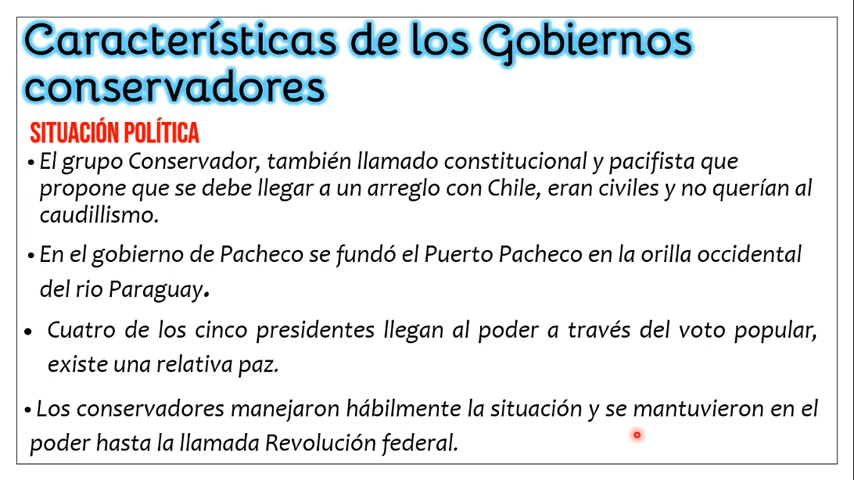 Características de los Gobiernos
conservadores
SITUACIÓN POLÍTICA
• El grupo Conservador, también llamado constitucional y pacifista que
propone que se debe llegar a un arreglo con Chile, eran civiles y no querían al
caudillismo.
• En el gobierno de Pacheco se fundó el Puerto Pacheco en la orilla occidental
del rio Paraguay.
• Cuatro de los cinco presidentes llegan al poder a través del voto popular,
existe una relativa paz.
• Los conservadores manejaron hábilmente la situación y se mantuvieron en el
poder hasta la llamada Revolución federal.